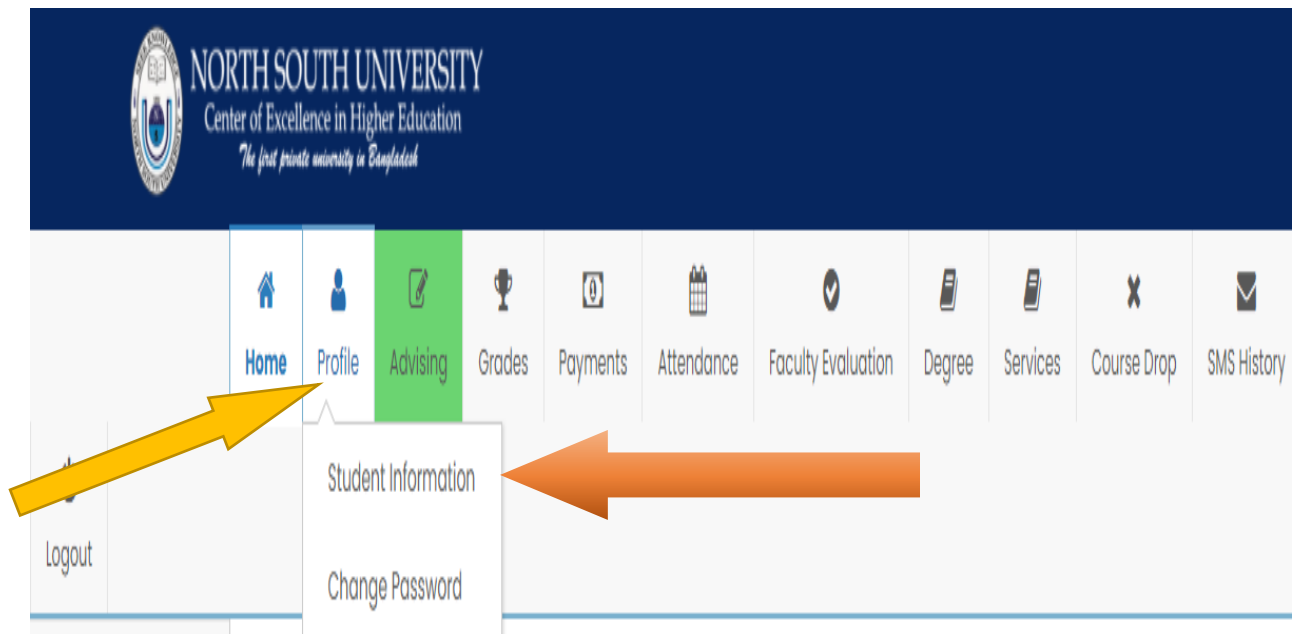 NORTH SOUTH UNIVERSITY
Center of Excellence in Higher Education
The first private university in Bangladesh
Home Profile Advising Grades Payments Attendance Faculty Evaluation Degree Services Course Drop SMS History
Student Information
Logout
Change Password